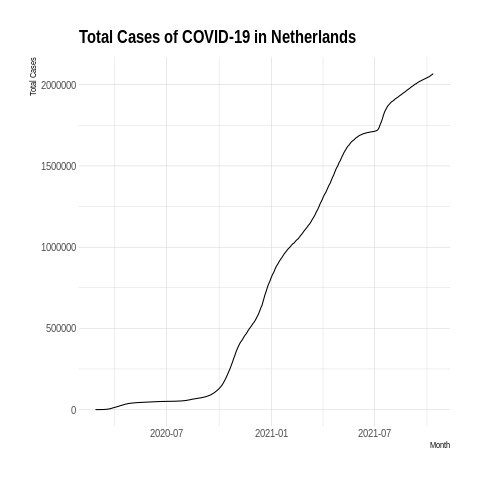 Total Cases of COVID-19 in Netherlands
Total Cases
2000000
1500000
1000000
500000
0
2020-07 2021-01 2021-07
Month